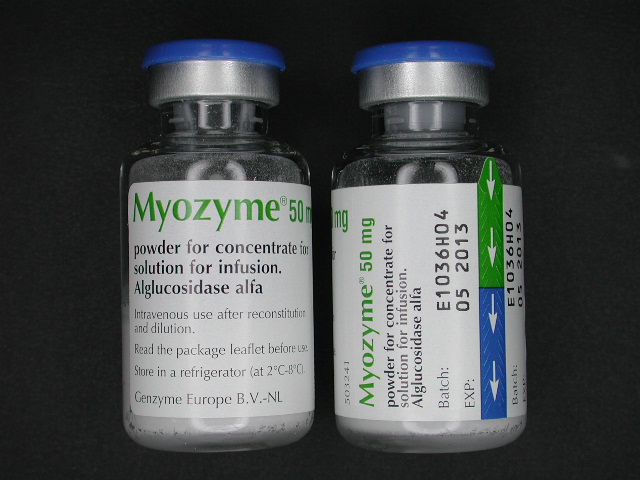 Myozyme® 50 m
powder for concentrate for
solution for infusion.
Alglucosidase alfa
Intravenous use after reconstitution
and dilution.
Read the package leaflet before use.
Store in a refrigerator (at 2°C-8°C).
Genzyme Europe B.V.-NL
mg
503241
Myozyme® 50 mg
powder for concentrate for
solution for infusion.
Alglucosidase alfa
Batch: E1036H04
EXP: 05 2013
Batch: E1036H04
EXP: 05 2013